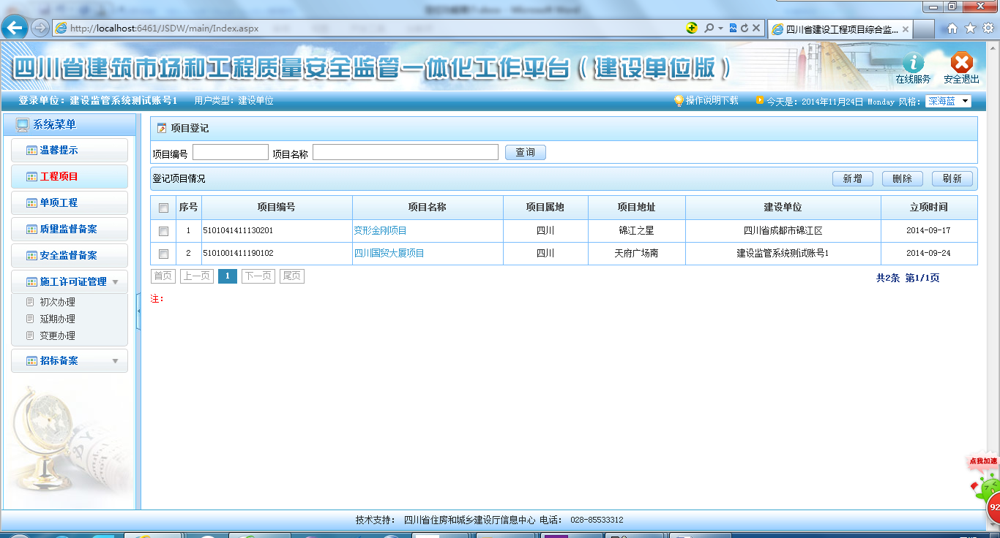 http://localhost:6461/JSDW/main/Index.aspx
四川省建设工程项目综合监...
四川省建筑市场和工程质量安全监管一体化工作平台（建设单位版）
在线服务 安全退出
登录单位：建设监管系统测试账号1 用户类型：建设单位 操作说明下载 今天是：2014年11月24日 Monday 风格： 深海蓝
系统菜单
温馨提示
工程项目
单项工程
质量监督备案
安全监督备案
施工许可证管理
初次办理
延期办理
变更办理
招标备案
项目登记
项目编号 项目名称 查询
登记项目情况 新增 删除 刷新
序号 项目编号 项目名称 项目属地 项目地址 建设单位 立项时间
1 5101041411130201 变形金刚项目 四川 锦江之星 四川省成都市锦江区 2014-09-17
2 5101001411190102 四川国贸大厦项目 四川 天府广场南 建设监管系统测试账号1 2014-09-24
首页 上一页 1 下一页 尾页 共2条 第1/1页
注：
点我加速
92
技术支持： 四川省住房和城乡建设厅信息中心 电话： 028-85533312